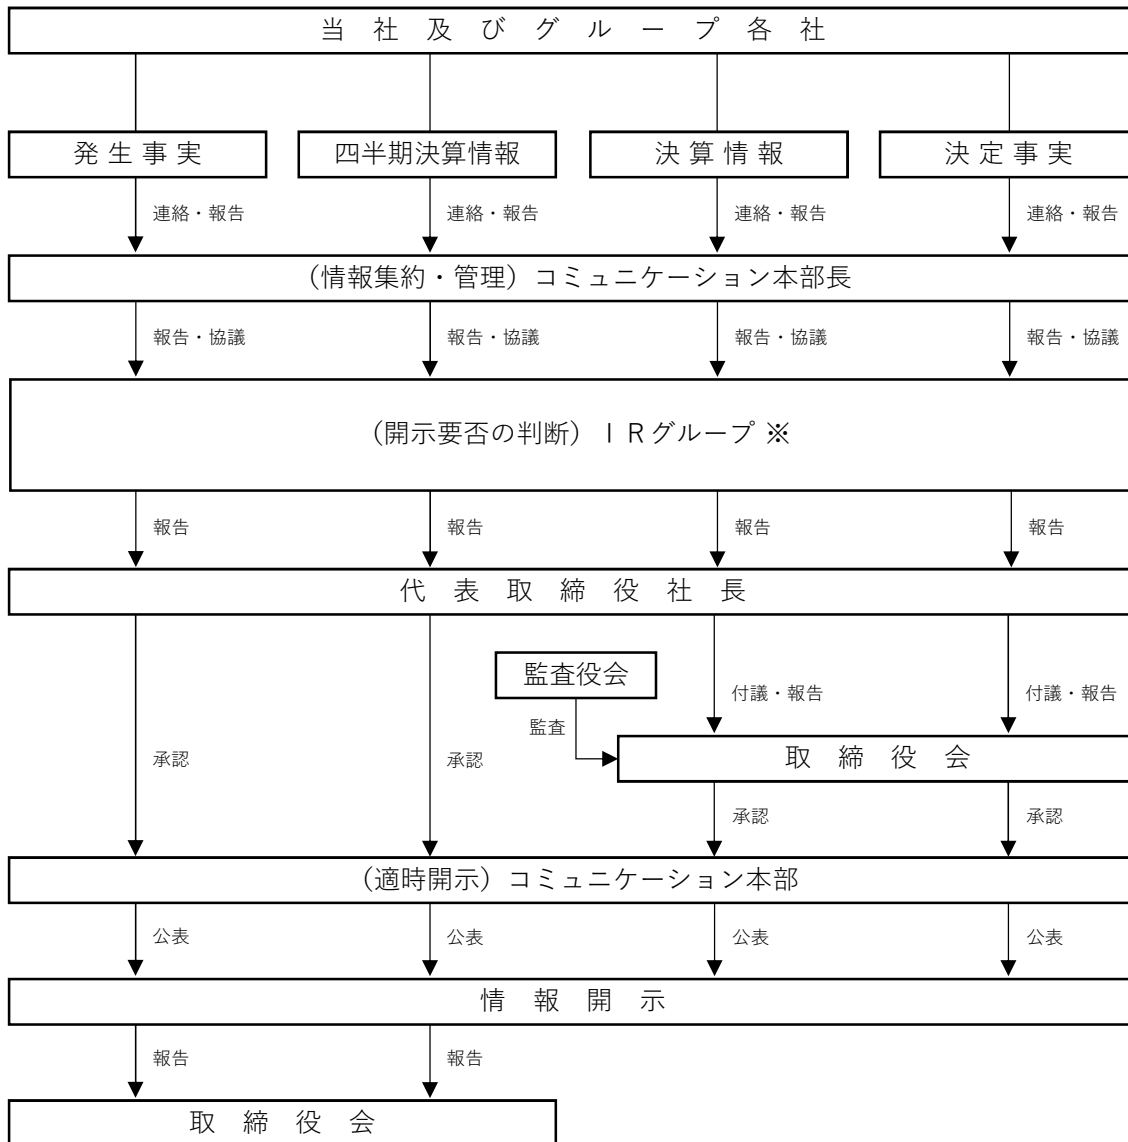 当社及びグループ各社
発生事実 四半期決算情報 決算情報 決定事実
連絡・報告 連絡・報告 連絡・報告 連絡・報告
(情報集約・管理)コミュニケーション本部長
報告・協議 報告・協議 報告・協議 報告・協議
(開示要否の判断)IRグループ ※
報告 報告 報告 報告
代表取締役社長
監査役会
付議・報告 付議・報告
監査
取締役会
承認 承認
承認 承認
(適時開示)コミュニケーション本部
公表 公表 公表 公表
情報開示
報告 報告
取締役会